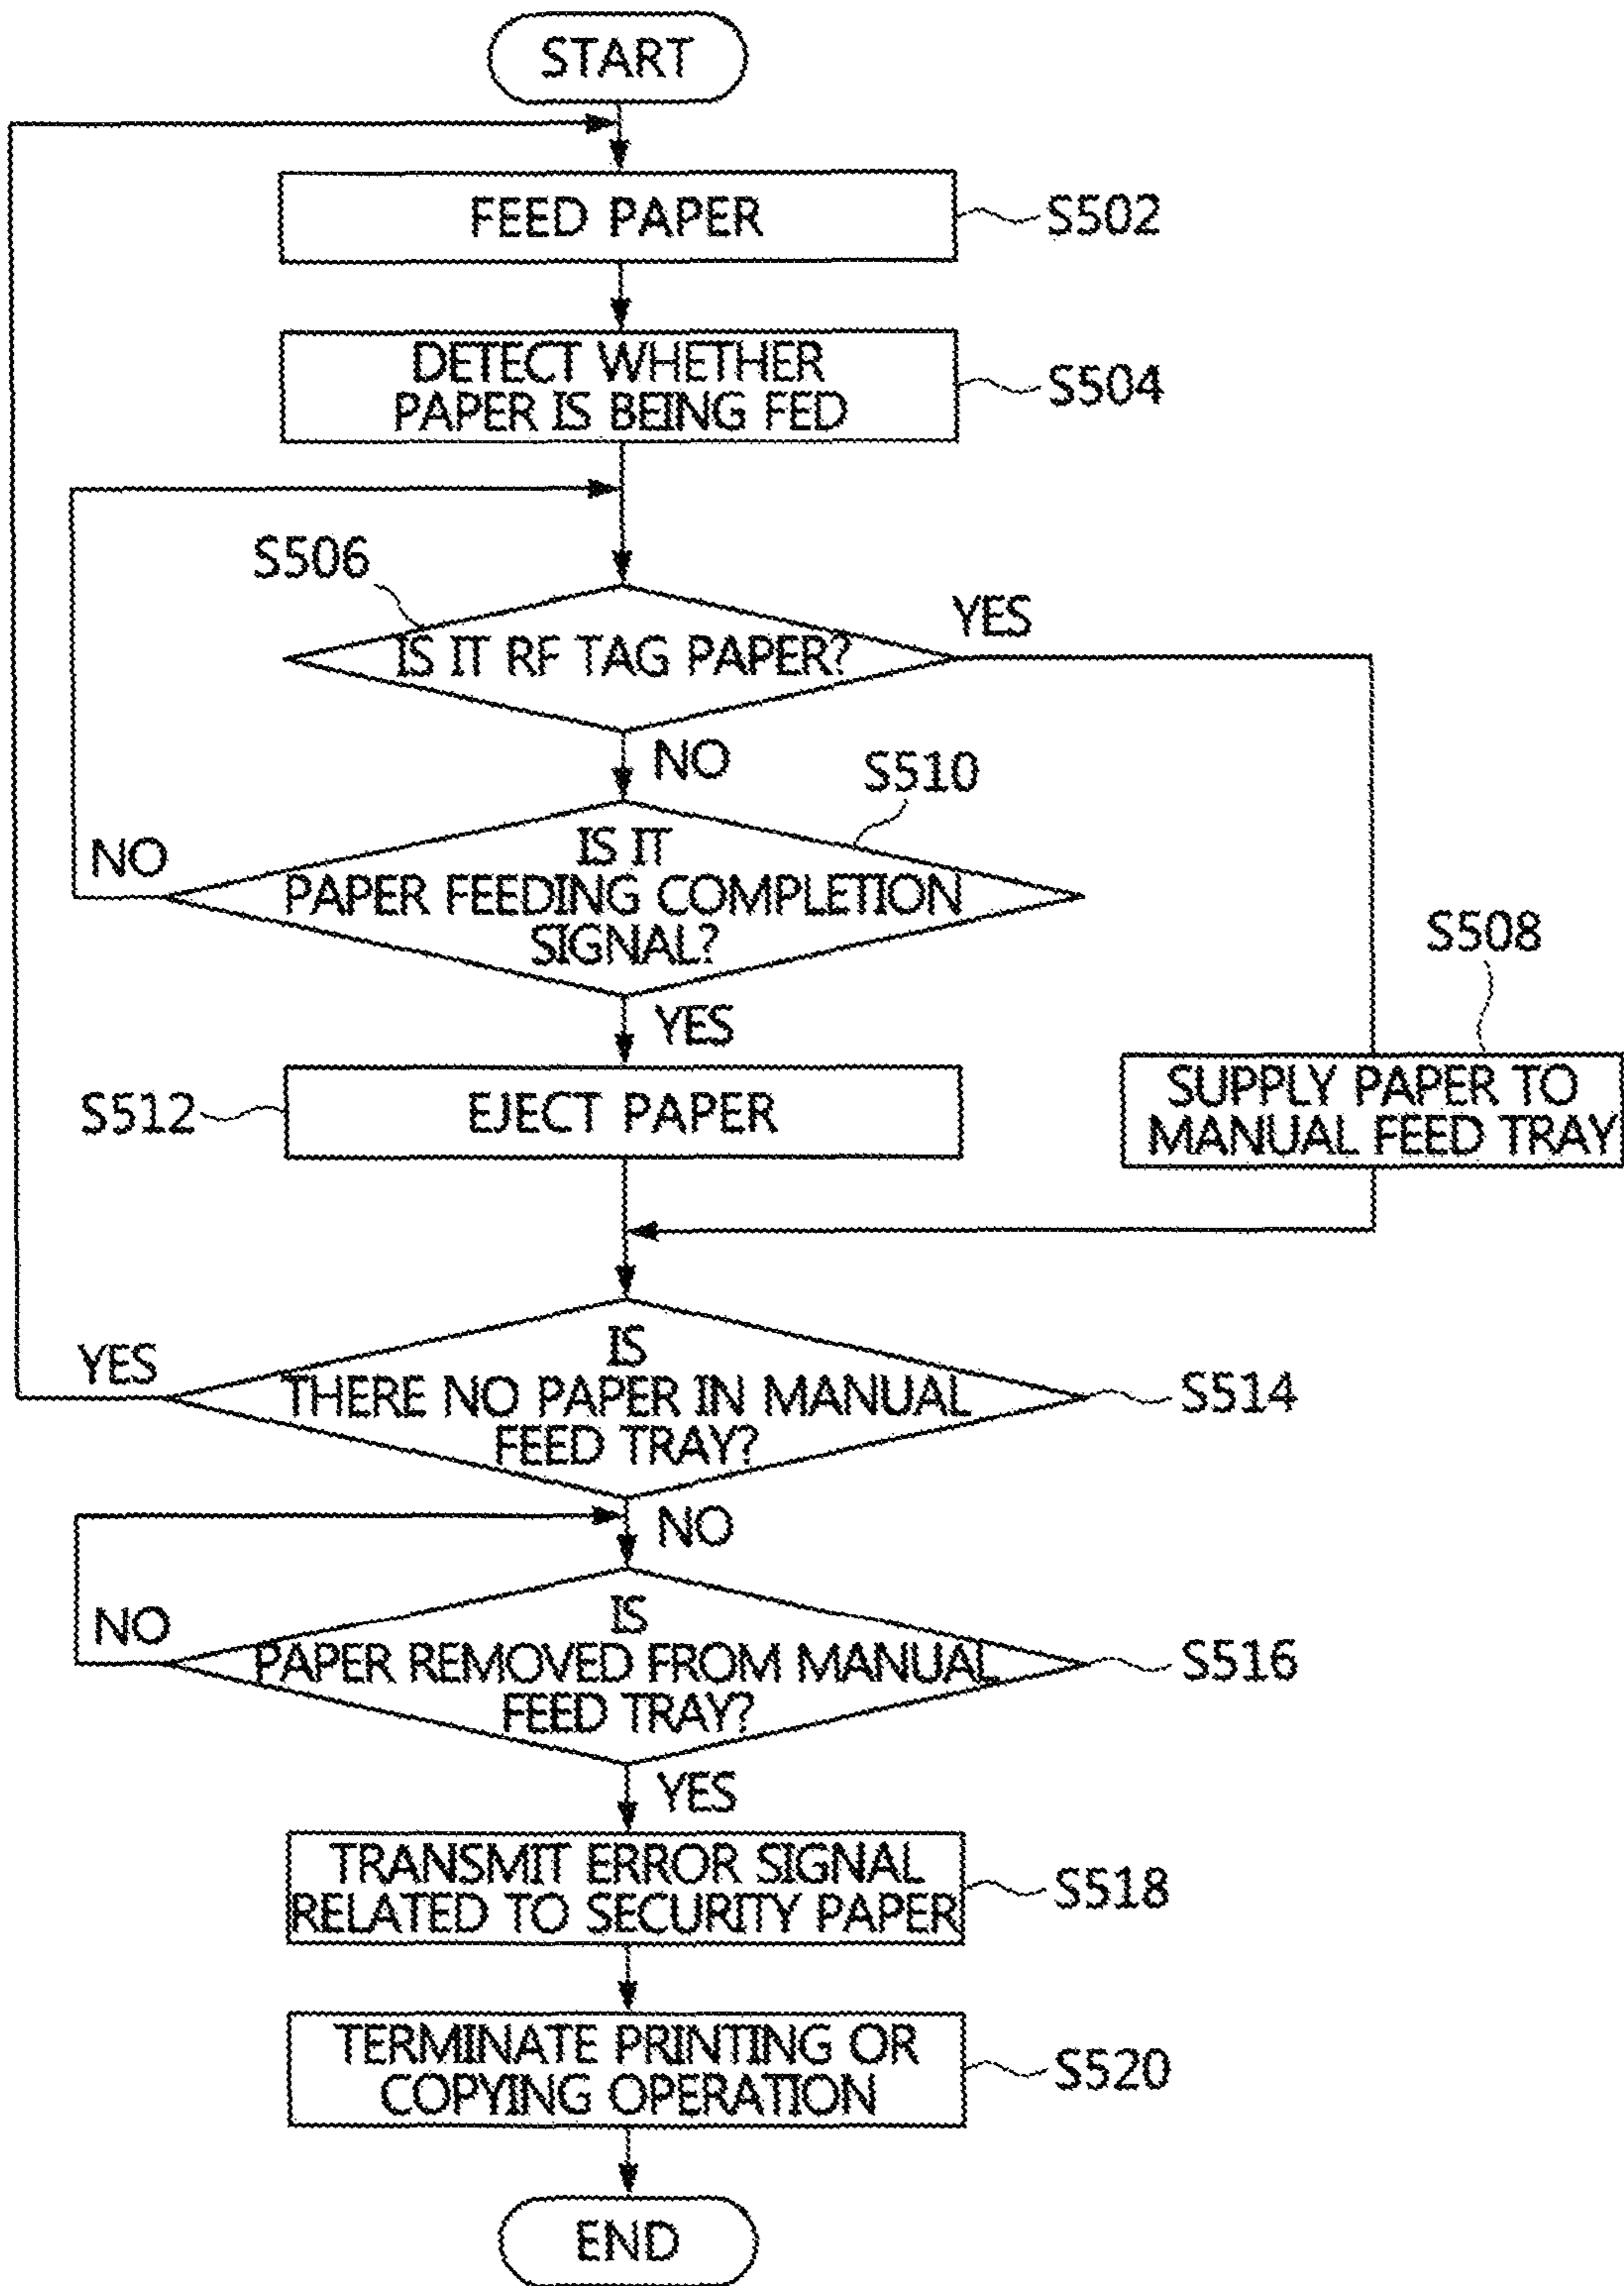 START
FEED PAPER
S502
DETECT WHETHER
PAPER IS BEING FED
S504
S506
IS IT RF TAG PAPER?
YES
NO
S510
IS IT
PAPER FEEDING COMPLETION
SIGNAL?
NO
YES
S508
SUPPLY PAPER TO
MANUAL FEED TRAY
S512
EJECT PAPER
IS
THERE NO PAPER IN MANUAL
FEED TRAY?
YES
S514
NO
IS
PAPER REMOVED FROM MANUAL
FEED TRAY?
NO
S516
YES
TRANSMIT ERROR SIGNAL
RELATED TO SECURITY PAPER
S518
TERMINATE PRINTING OR
COPYING OPERATION
S520
END